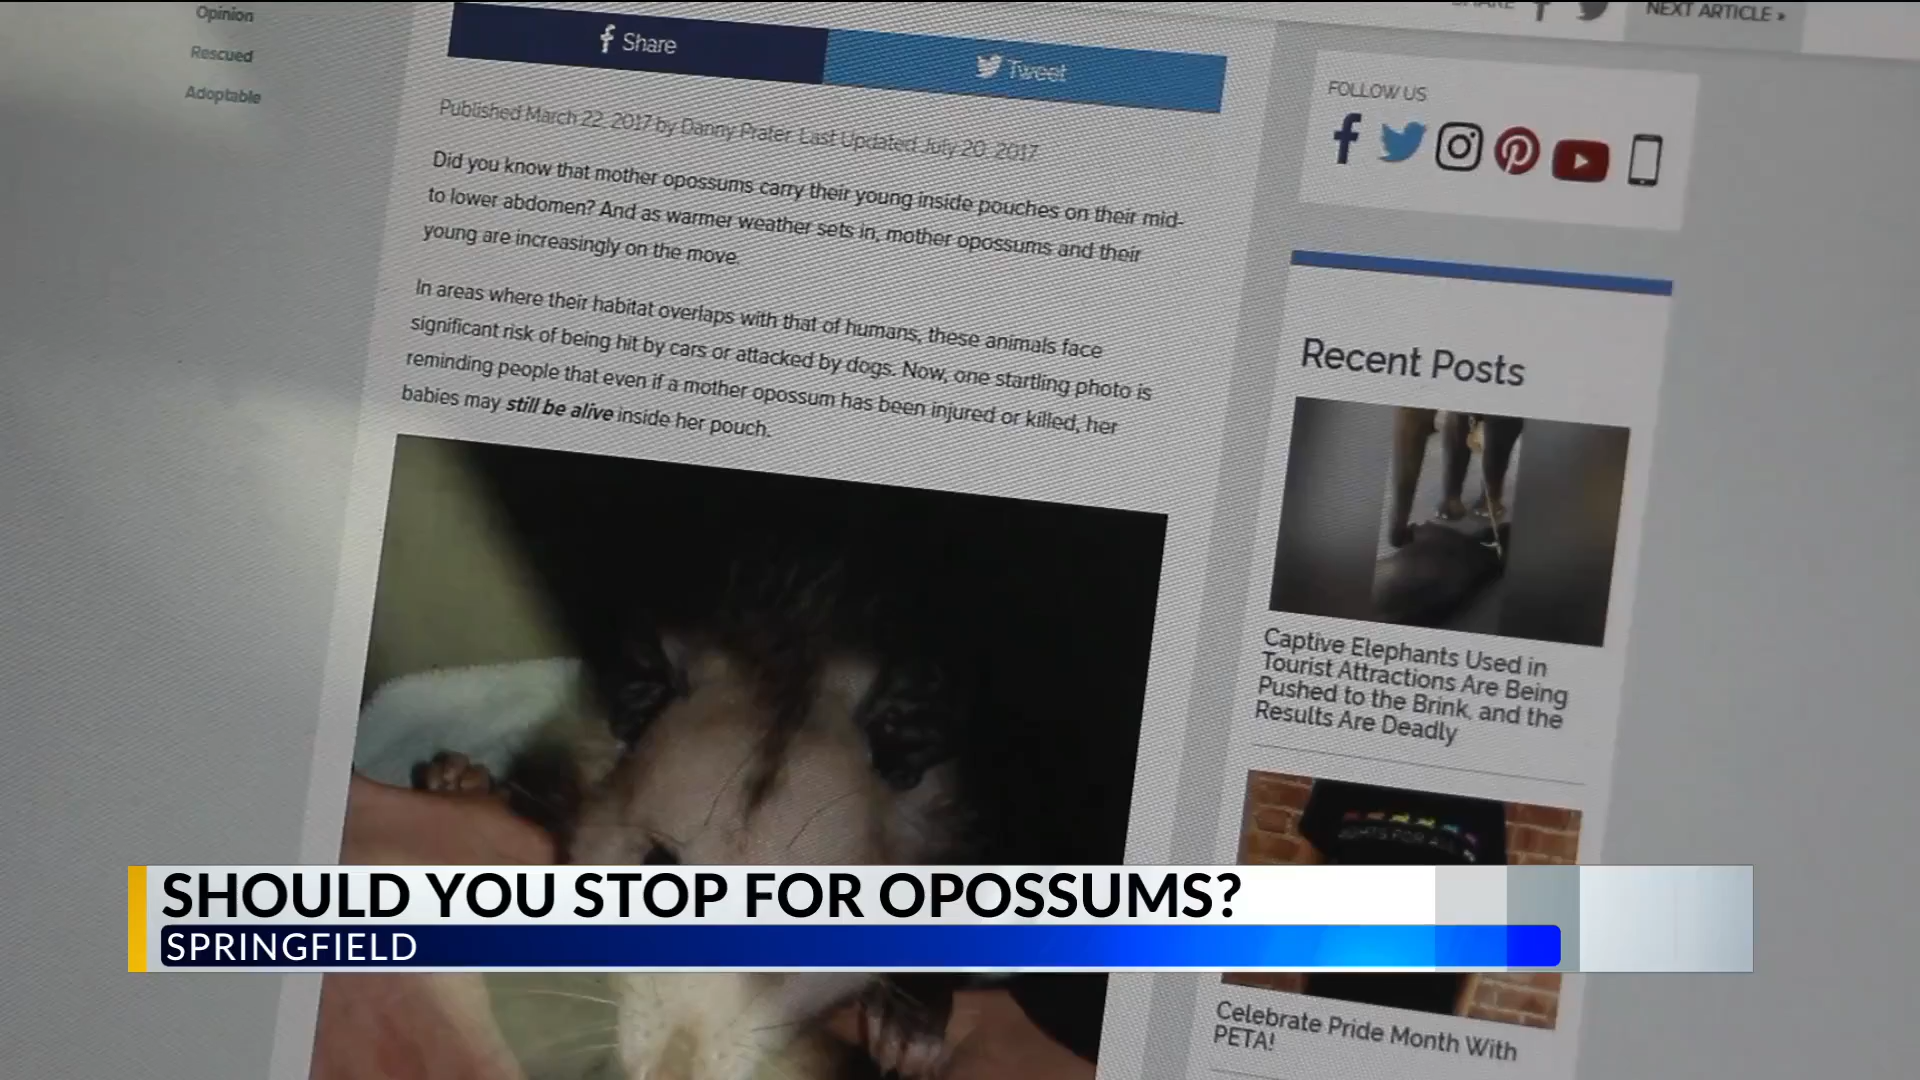 Opinion
Rescued
Adoptable
Share
Tweet
SHARE
NEXT ARTICLE »
Published March 22, 2017 by Danny Prater. Last Updated July 20, 2017.
Did you know that mother opossums carry their young inside pouches on their mid-
to lower abdomen? And as warmer weather sets in, mother opossums and their
young are increasingly on the move.
In areas where their habitat overlaps with that of humans, these animals face
significant risk of being hit by cars or attacked by dogs. Now, one startling photo is
reminding people that even if a mother opossum has been injured or killed, her
babies may still be alive inside her pouch.
FOLLOW US
Recent Posts
Captive Elephants Used in
Tourist Attractions Are Being
Pushed to the Brink, and the
Results Are Deadly
FOR ALL
Celebrate Pride Month With
PETA!
SHOULD YOU STOP FOR OPOSSUMS?
SPRINGFIELD